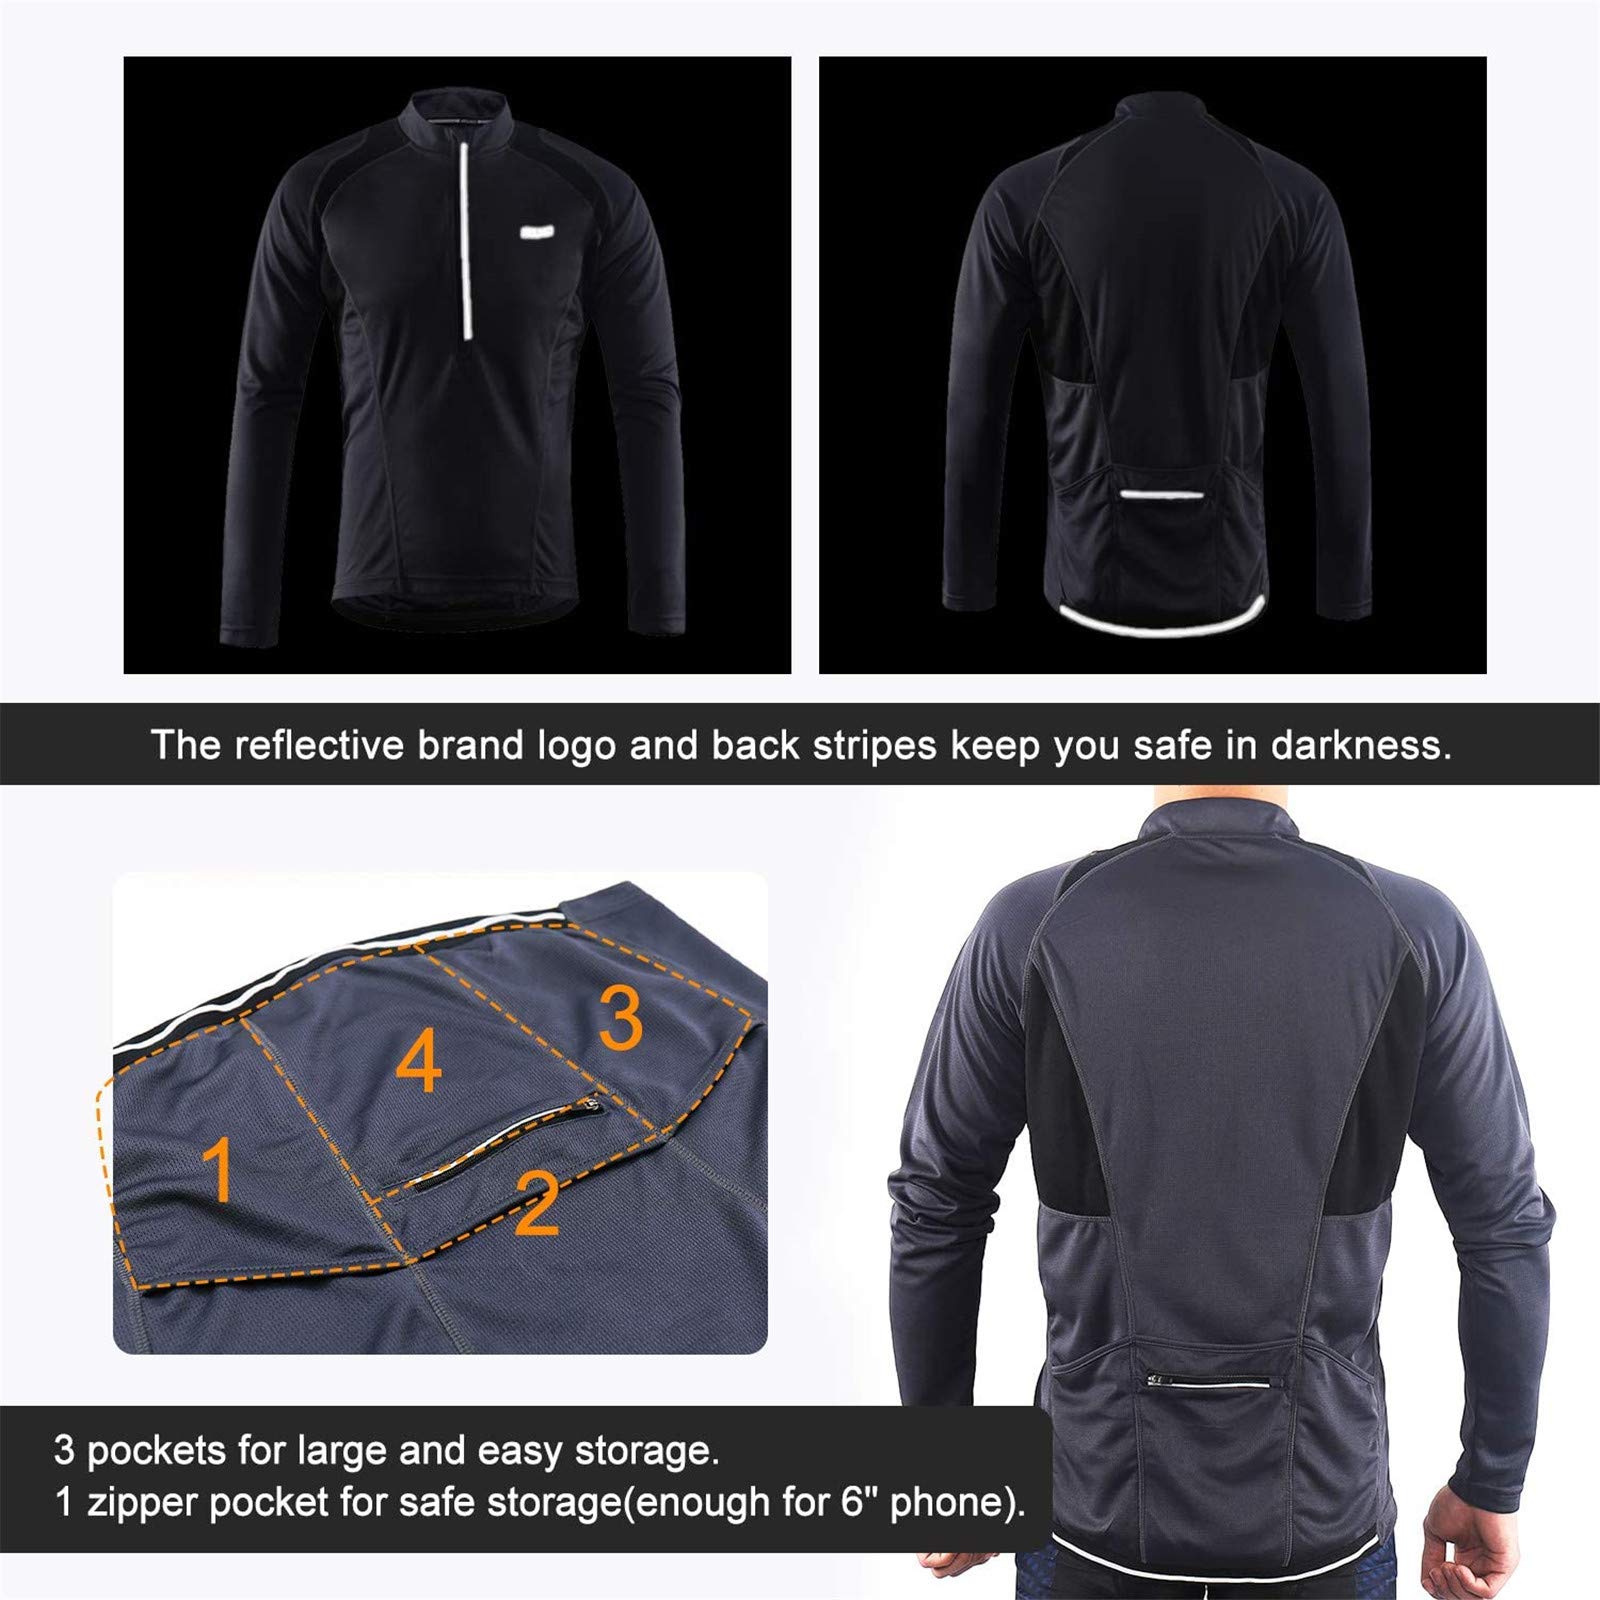 The reflective brand logo and back stripes keep you safe in darkness.
3
4
1
2
3 pockets for large and easy storage.
1 zipper pocket for safe storage(enough for 6" phone).